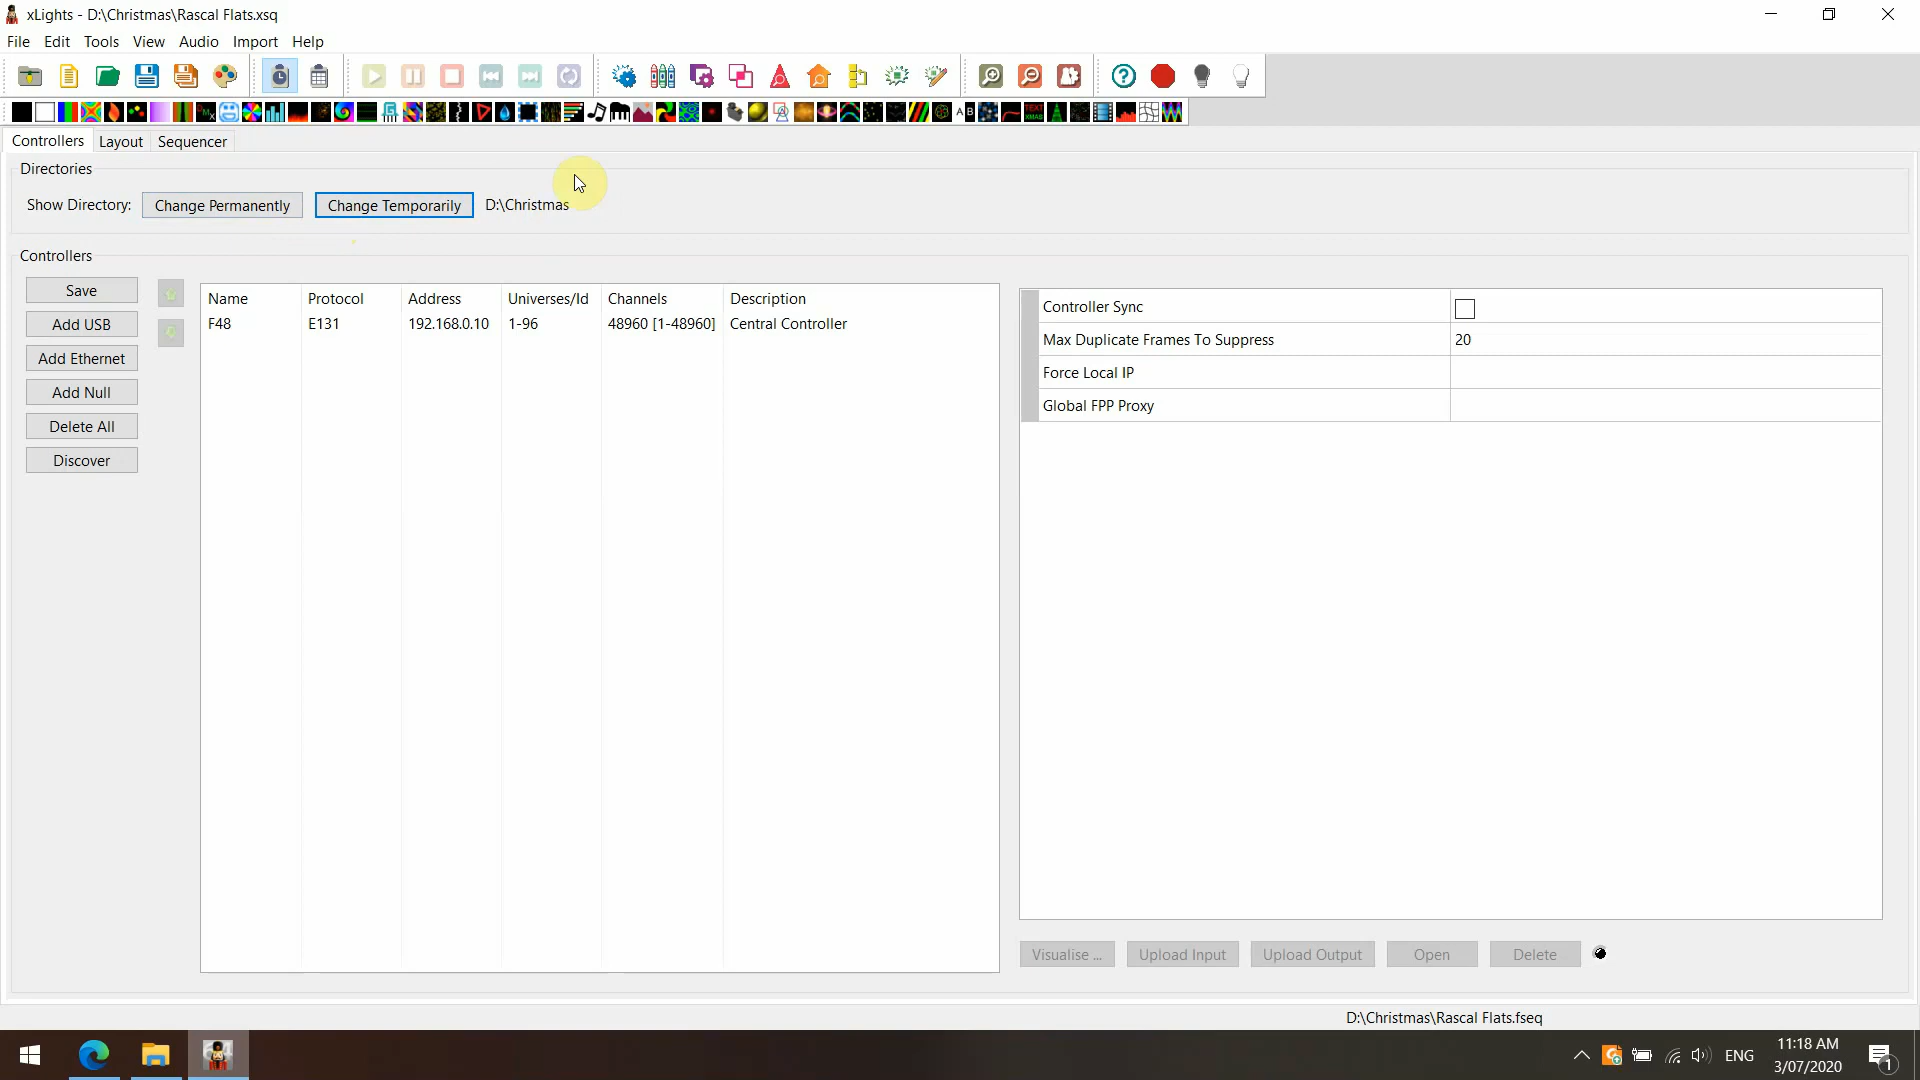 xLights - D:\Christmas\Rascal Flats.xsq
File Edit Tools View Audio Import Help
Controllers Layout Sequencer
Directories
Show Directory: Change Permanently Change Temporarily D:\Christmas
Controllers
Save
Add USB
Add Ethernet
Add Null
Delete All
Discover
Name Protocol Address Universes/Id Channels Description
F48 E131 192.168.0.10 1-96 48960 [1-48960] Central Controller
Controller Sync
Max Duplicate Frames To Suppress 20
Force Local IP
Global FPP Proxy
Visualise ... Upload Input Upload Output Open Delete
D:\Christmas\Rascal Flats.fseq
ENG
11:18 AM
3/07/2020
1